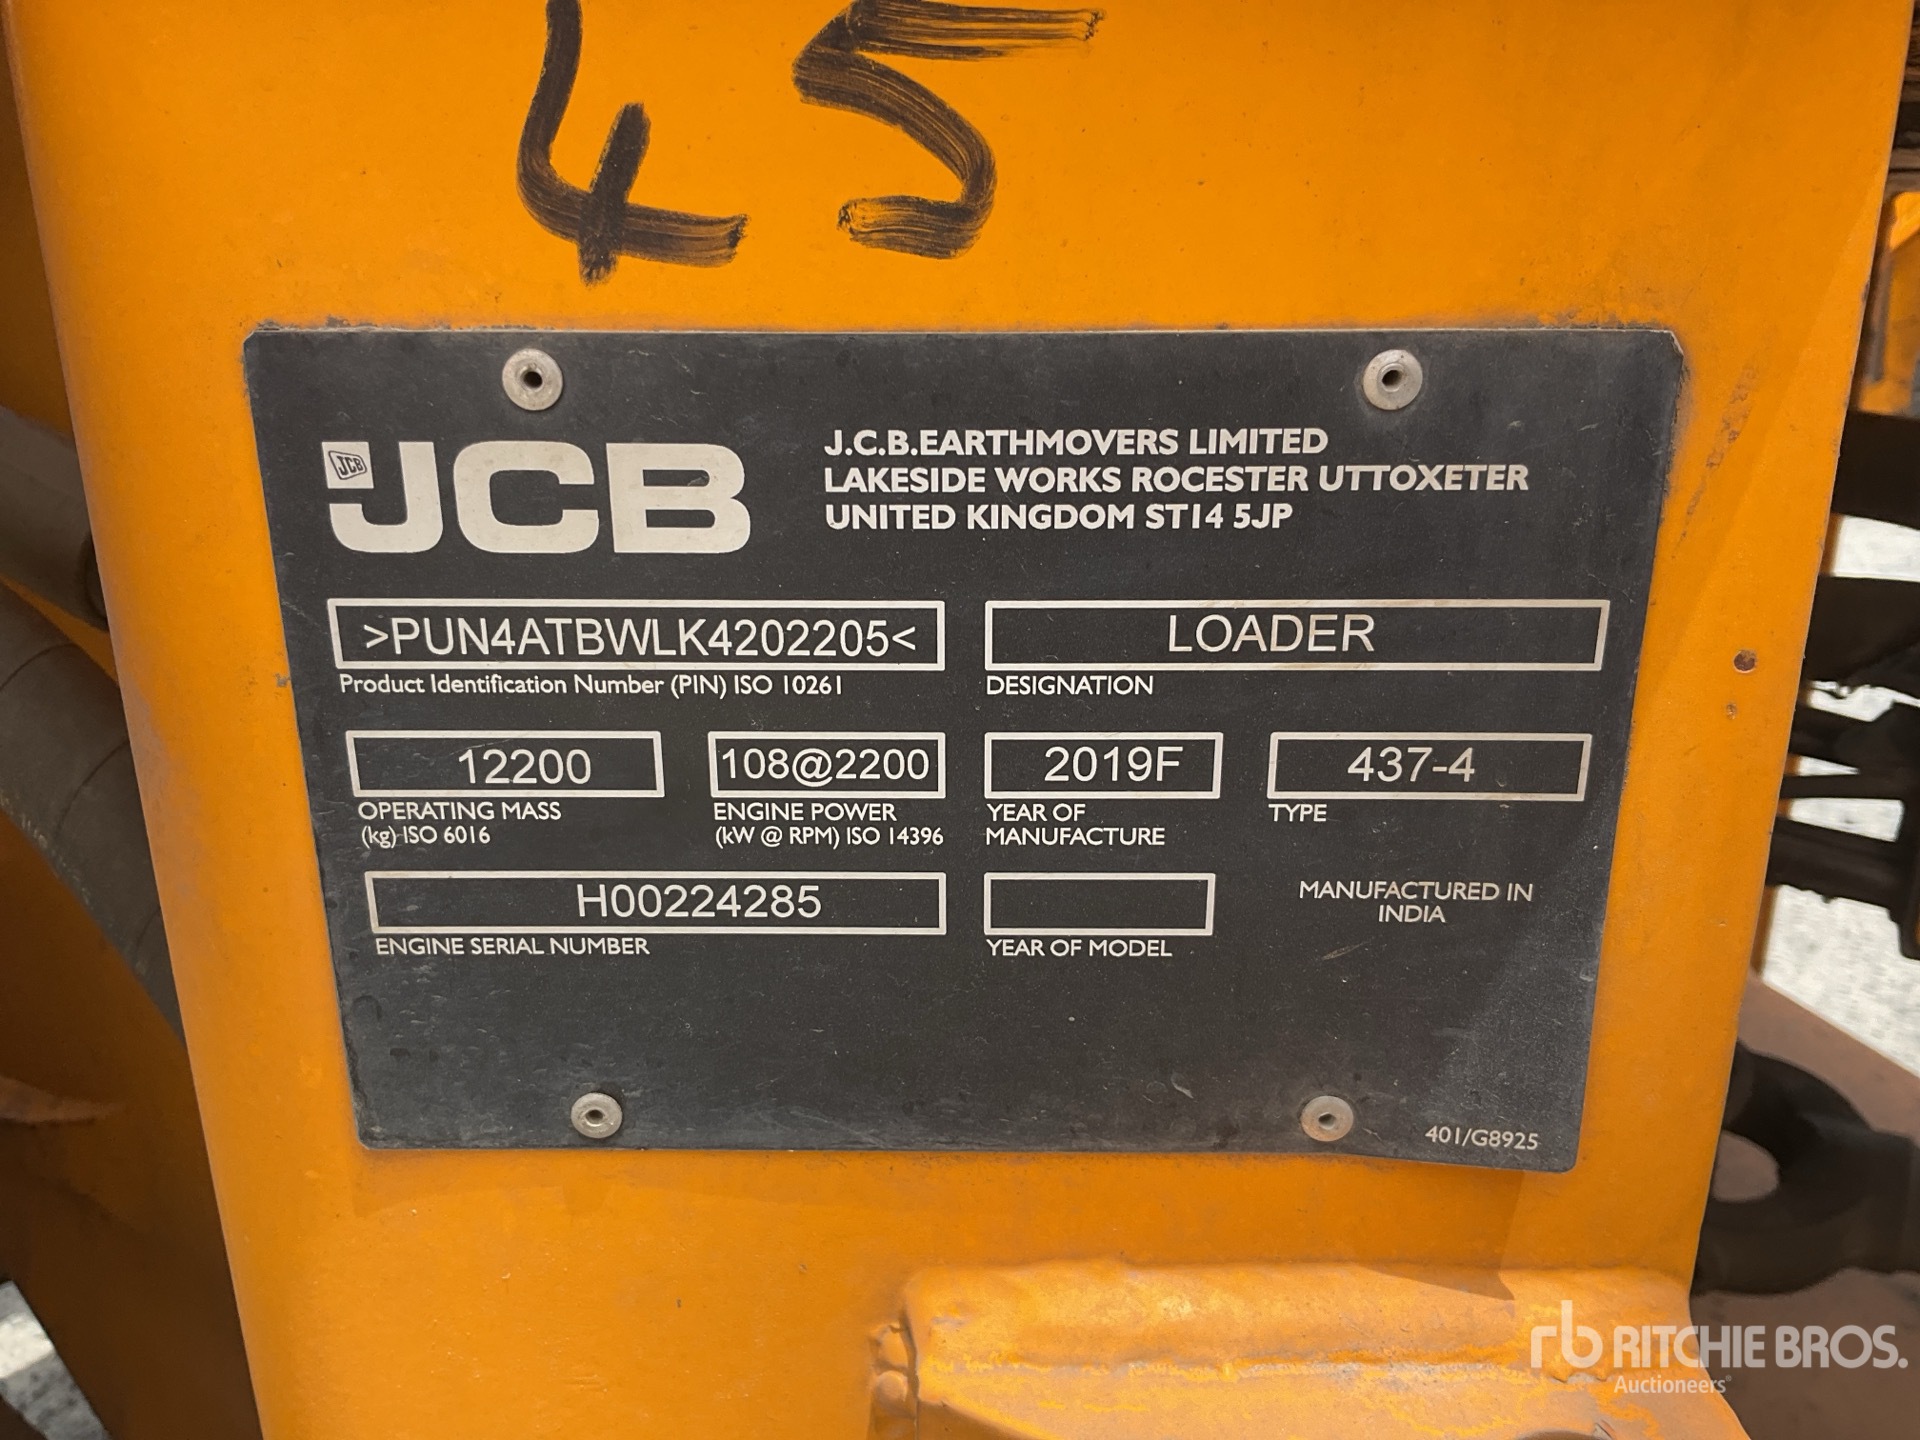 45
JCB
JCB
J.C.B.EARTHMOVERS LIMITED
LAKESIDE WORKS ROCESTER UTTOXETER
UNITED KINGDOM ST14 5JP
>PUN4ATBWLK4202205<
Product Identification Number (PIN) ISO 10261
LOADER
DESIGNATION
12200
OPERATING MASS
(kg) ISO 6016
108@2200
ENGINE POWER
(kW @ RPM) ISO 14396
2019F
YEAR OF
MANUFACTURE
437-4
TYPE
H00224285
ENGINE SERIAL NUMBER
YEAR OF MODEL
MANUFACTURED IN
INDIA
401/G8925
rb RITCHIE BROS.
Auctioneers®